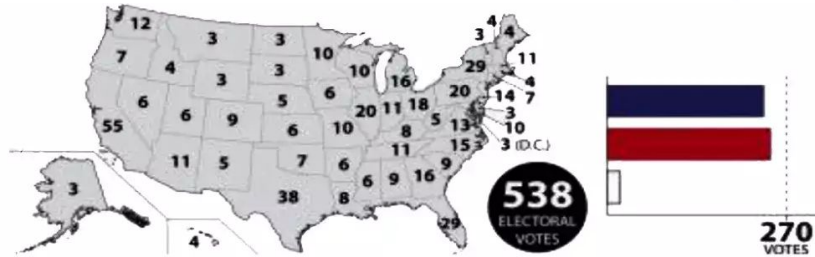 12 3 3 10 3 4 4
7 4 3 3 10 16 29 11
6 6 9 5 6 20 11 18 20 4 7
55 6 10 8 5 13 14 3 10
11 5 7 6 11 15 3 (D.C.)
38 8 6 9 16 9
3
4
29
538
ELECTORAL
VOTES
270
VOTES